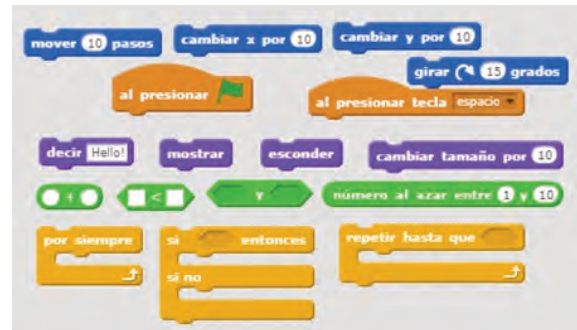 mover 10 pasos
cambiar x por 10
cambiar y por 10
girar 15 grados
al presionar
al presionar tecla espacio
decir Hello!
mostrar
esconder
cambiar tamaño por 10
+
<
y
número al azar entre 1 y 10
por siempre
si entonces
si no
repetir hasta que